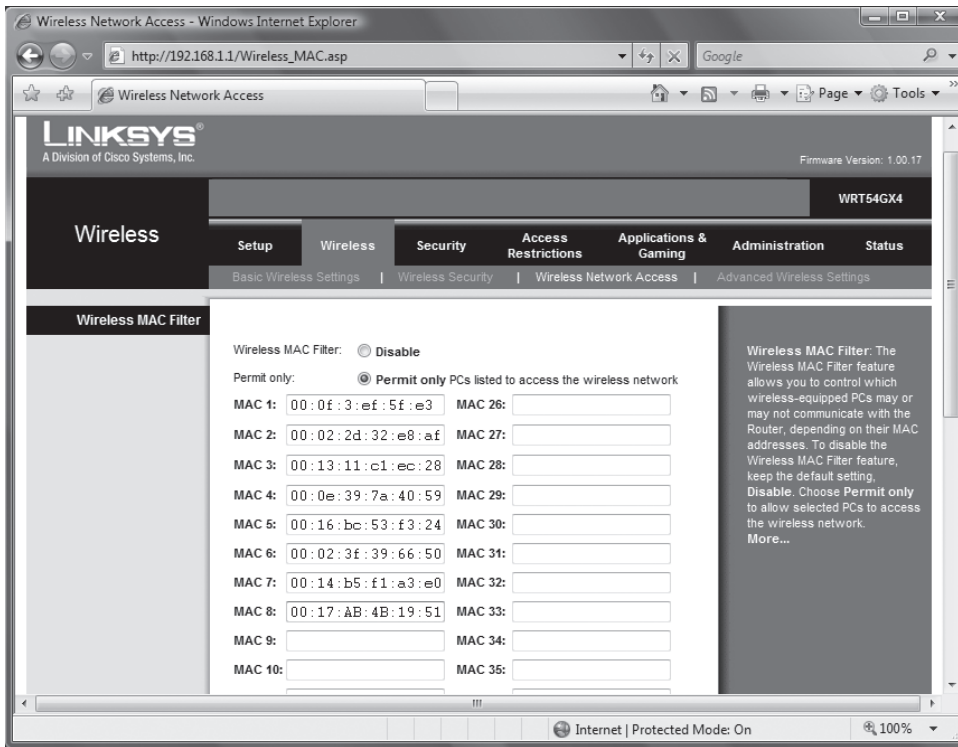 Wireless Network Access - Windows Internet Explorer
http://192.168.1.1/Wireless_MAC.asp
Google
Wireless Network Access
Page
Tools
LINKSYS®
A Division of Cisco Systems, Inc.
Firmware Version: 1.00.17
WRT54GX4
Wireless
Setup
Wireless
Security
Access Restrictions
Applications & Gaming
Administration
Status
Basic Wireless Settings | Wireless Security | Wireless Network Access | Advanced Wireless Settings
Wireless MAC Filter
Wireless MAC Filter: Disable
Permit only: Permit only PCs listed to access the wireless network
MAC 1: 00:0f:3:ef:5f:e3 MAC 26:
MAC 2: 00:02:2d:32:e8:af MAC 27:
MAC 3: 00:13:11:c1:ec:28 MAC 28:
MAC 4: 00:0e:39:7a:40:59 MAC 29:
MAC 5: 00:16:bc:53:f3:24 MAC 30:
MAC 6: 00:02:3f:39:66:50 MAC 31:
MAC 7: 00:14:b5:f1:a3:e0 MAC 32:
MAC 8: 00:17:AB:4B:19:51 MAC 33:
MAC 9: MAC 34:
MAC 10: MAC 35:
Wireless MAC Filter: The
Wireless MAC Filter feature
allows you to control which
wireless-equipped PCs may or
may not communicate with the
Router, depending on their MAC
addresses. To disable the
Wireless MAC Filter feature,
keep the default setting,
Disable. Choose Permit only
to allow selected PCs to access
the wireless network.
More...
Internet | Protected Mode: On
100%